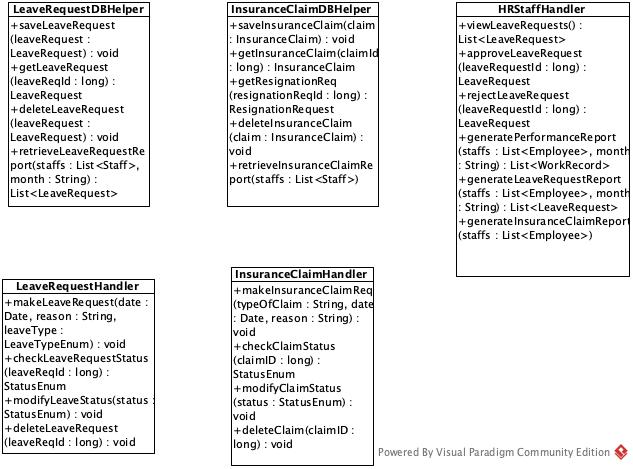 LeaveRequestDBHelper
+saveLeaveRequest
(leaveRequest :
LeaveRequest) : void
+getLeaveRequest
(leaveReqId : long) :
LeaveRequest
+deleteLeaveRequest
(leaveRequest :
LeaveRequest) : void
+retrieveLeaveRequestRe
port(staffs : List<Staff>,
month : String) :
List<LeaveRequest>
InsuranceClaimDBHelper
+saveInsuranceClaim(claim
: InsuranceClaim) : void
+getInsuranceClaim(claimId
: long) : InsuranceClaim
+getResignationReq
(resignationReqId : long) :
ResignationRequest
+deleteInsuranceClaim
(claim : InsuranceClaim) :
void
+retrieveInsuranceClaimRe
port(staffs : List<Staff>)
HRStaffHandler
+viewLeaveRequests() :
List<LeaveRequest>
+approveLeaveRequest
(leaveRequestId : long) :
LeaveRequest
+rejectLeaveRequest
(leaveRequestId : long) :
LeaveRequest
+generatePerformanceReport
(staffs : List<Employee>, month
: String) : List<WorkRecord>
+generateLeaveRequestReport
(staffs : List<Employee>, month
: String) : List<LeaveRequest>
+generateInsuranceClaimReport
(staffs : List<Employee>)
LeaveRequestHandler
+makeLeaveRequest(date :
Date, reason : String,
leaveType :
LeaveTypeEnum) : void
+checkLeaveRequestStatus
(leaveReqId : long) :
StatusEnum
+modifyLeaveStatus(status :
StatusEnum) : void
+deleteLeaveRequest
(leaveReqId : long) : void
InsuranceClaimHandler
+makeInsuranceClaimReq
(typeOfClaim : String, date
: Date, reason : String) :
void
+checkClaimStatus
(claimID : long) :
StatusEnum
+modifyClaimStatus
(status : StatusEnum) :
void
+deleteClaim(claimID :
long) : void
Powered By Visual Paradigm Community Edition